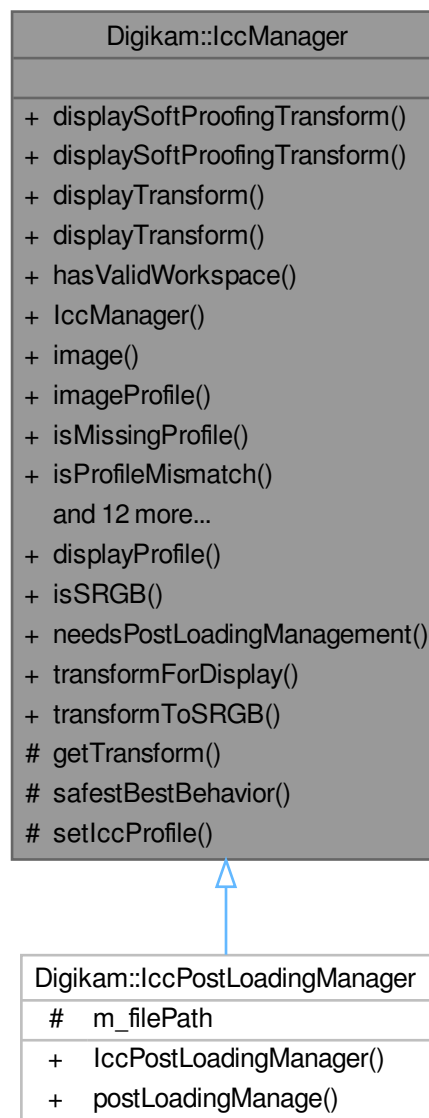 Digikam::IccManager
+ displaySoftProofingTransform()
+ displaySoftProofingTransform()
+ displayTransform()
+ displayTransform()
+ hasValidWorkspace()
+ IccManager()
+ image()
+ imageProfile()
+ isMissingProfile()
+ isProfileMismatch()
and 12 more...
+ displayProfile()
+ isSRGB()
+ needsPostLoadingManagement()
+ transformForDisplay()
+ transformToSRGB()
# getTransform()
# safestBestBehavior()
# setIccProfile()
Digikam::IccPostLoadingManager
# m_filePath
+ IccPostLoadingManager()
+ postLoadingManage()